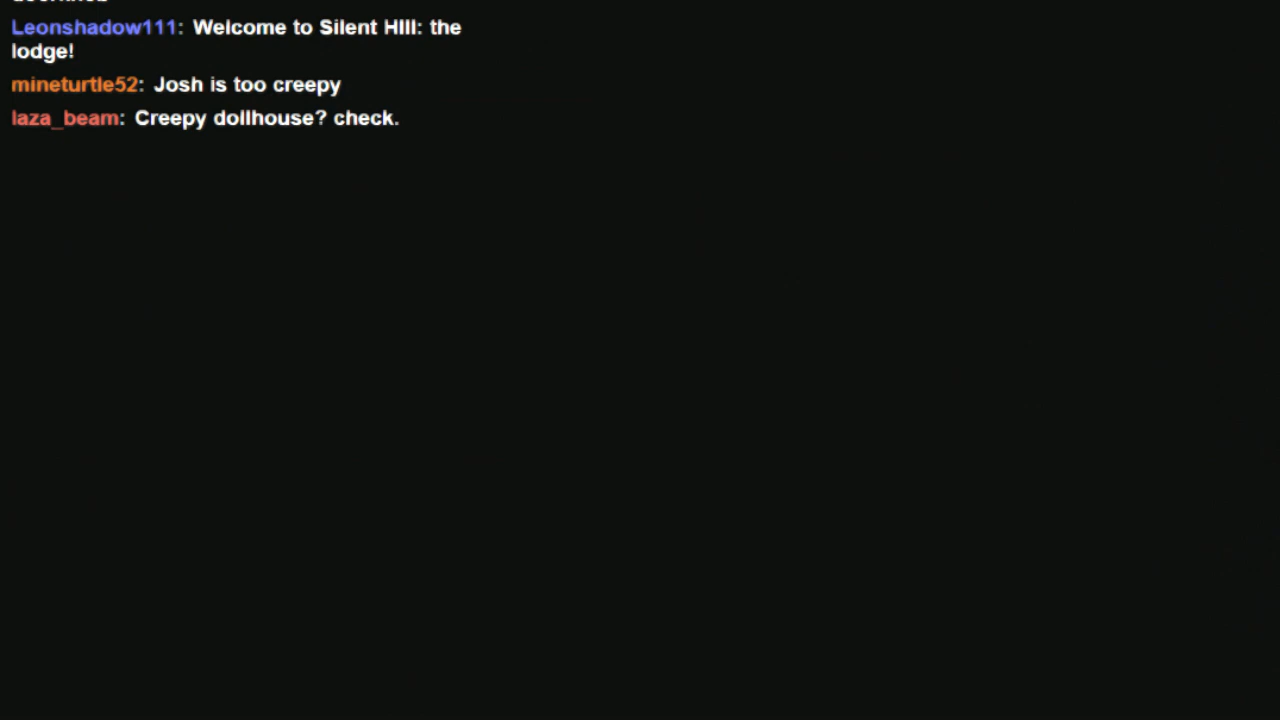 Leonshadow111: Welcome to Silent HIll: the
lodge!
mineturtle52: Josh is too creepy
laza_beam: Creepy dollhouse? check.